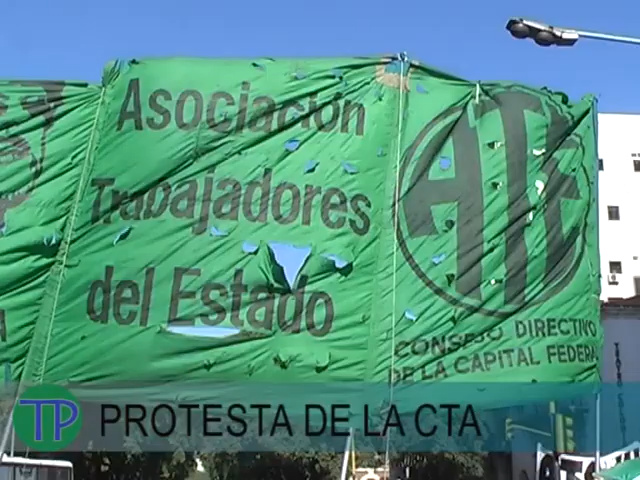 Asociación
Trabajadores
del Estado
ATE
CONSEJO DIRECTIVO
DE LA CAPITAL FEDERAL
TP PROTESTA DE LA CTA